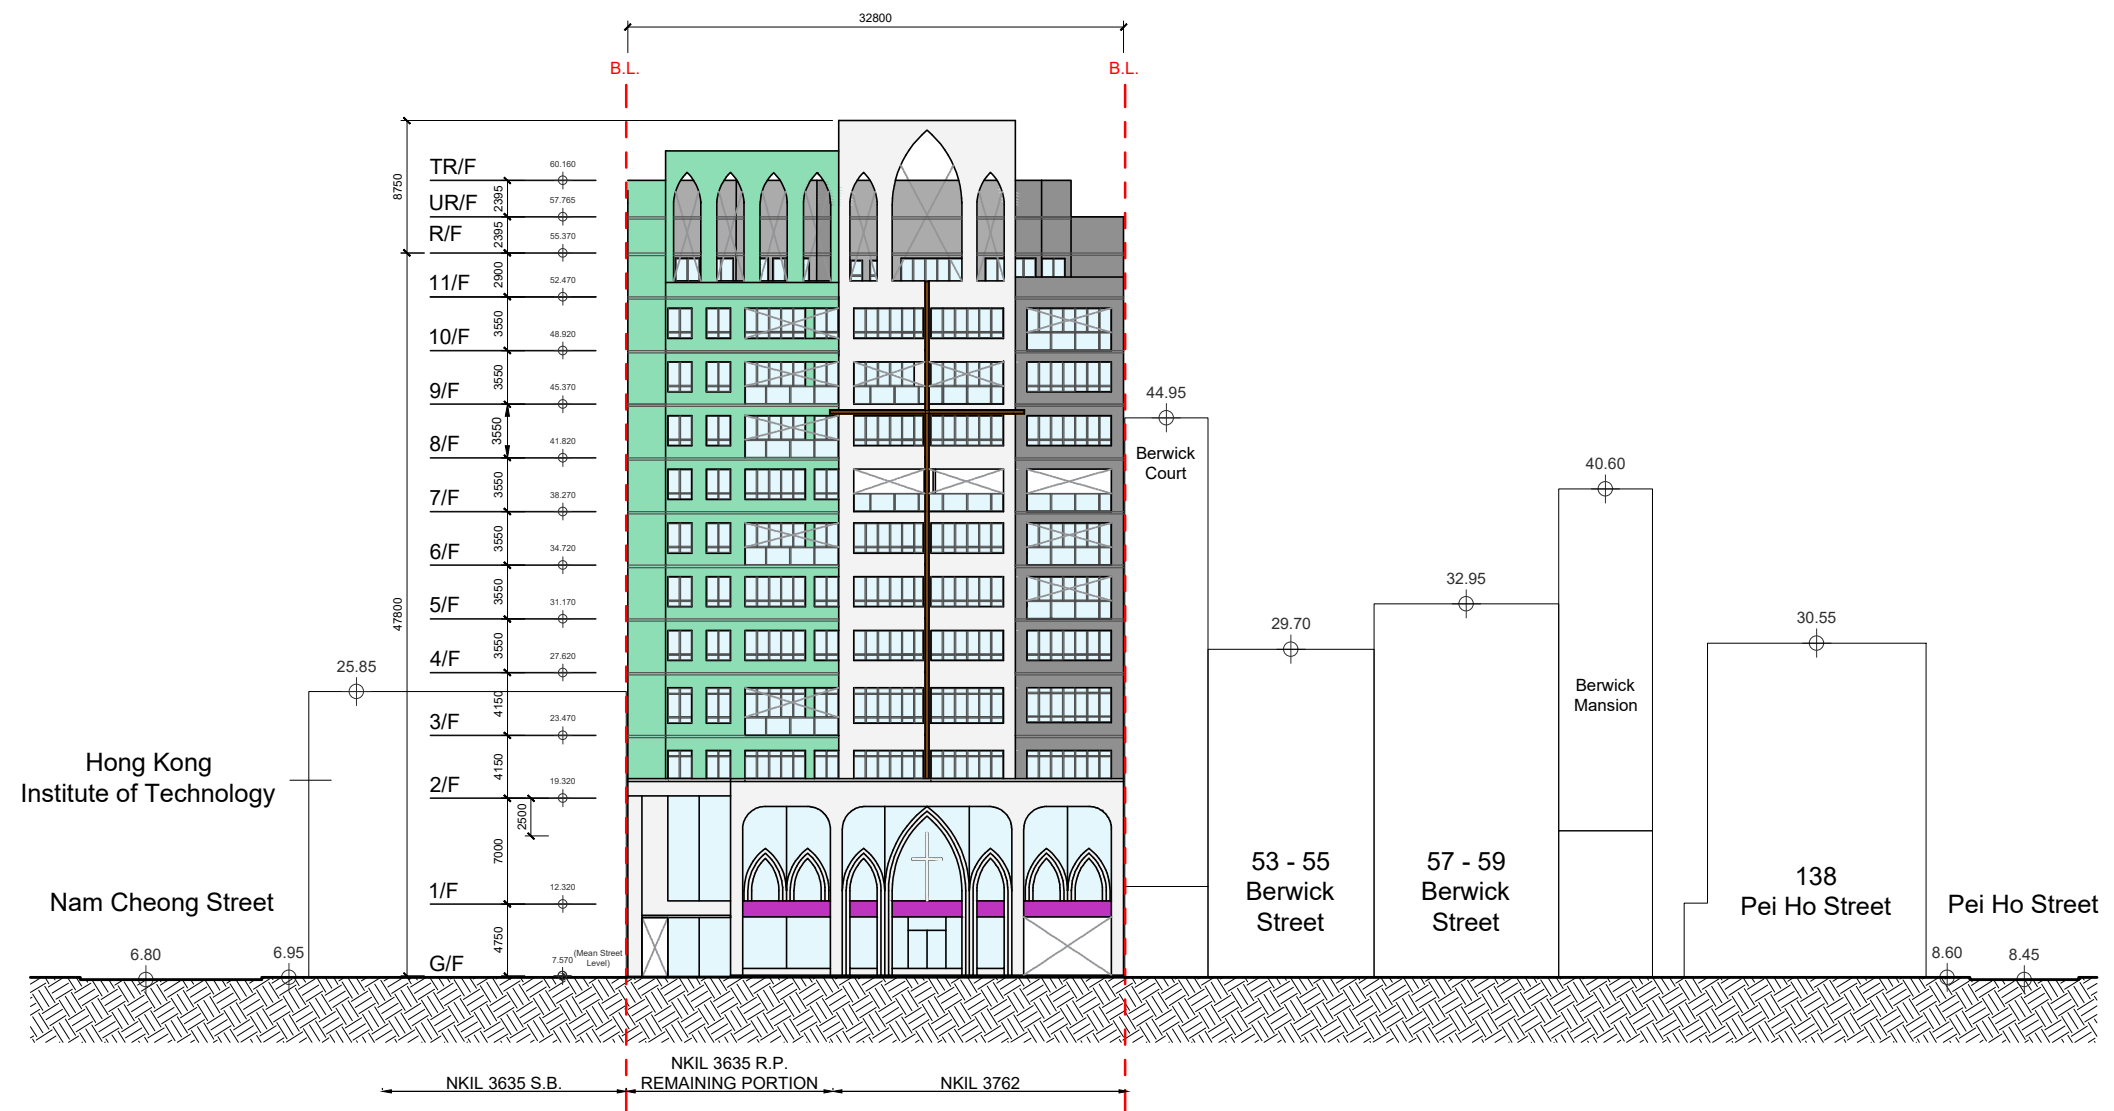 32800
B.L.
B.L.
8750
47800
TR/F
60.160
2395
UR/F
57.765
2395
R/F
55.370
2900
11/F
52.470
3550
10/F
48.920
3550
9/F
45.370
3550
8/F
41.820
3550
7/F
38.270
3550
6/F
34.720
3550
5/F
31.170
3550
4/F
27.620
4150
3/F
23.470
4150
2/F
19.320
2500
7000
1/F
12.320
4750
G/F
7.570
(Mean Street
Level)
25.85
Hong Kong
Institute of Technology
Nam Cheong Street
6.80
6.95
44.95
Berwick
Court
29.70
53 - 55
Berwick
Street
32.95
57 - 59
Berwick
Street
40.60
Berwick
Mansion
30.55
138
Pei Ho Street
Pei Ho Street
8.60
8.45
NKIL 3635 S.B.
NKIL 3635 R.P.
REMAINING PORTION
NKIL 3762